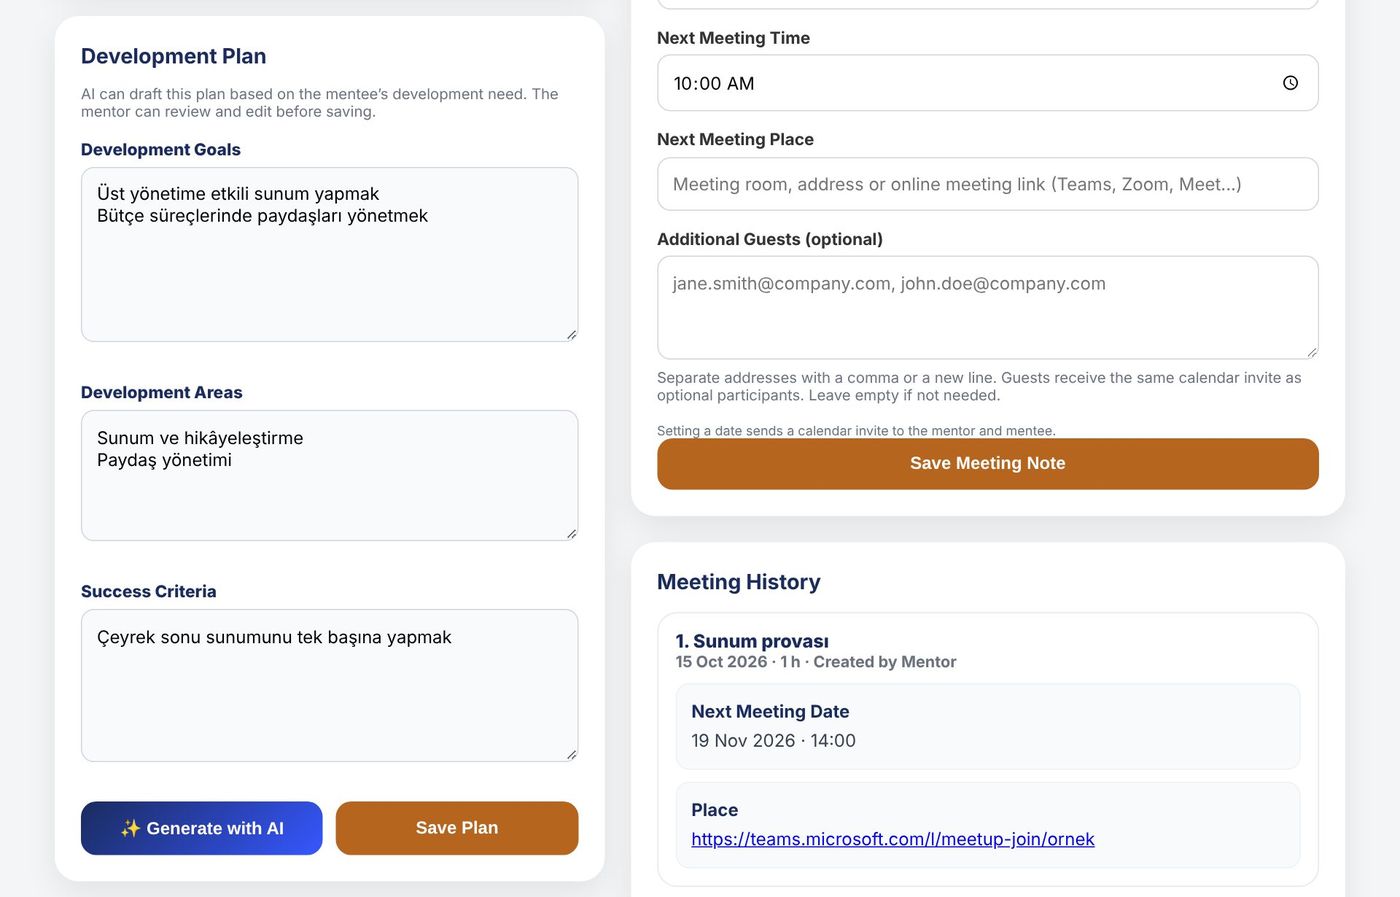 Development Plan
AI can draft this plan based on the mentee’s development need. The
mentor can review and edit before saving.
Development Goals
Üst yönetime etkili sunum yapmak
Bütçe süreçlerinde paydaşları yönetmek
Development Areas
Sunum ve hikâyeleştirme
Paydaş yönetimi
Success Criteria
Çeyrek sonu sunumunu tek başına yapmak
✨ Generate with AI
Save Plan
Next Meeting Time
10:00 AM
Next Meeting Place
Meeting room, address or online meeting link (Teams, Zoom, Meet...)
Additional Guests (optional)
jane.smith@company.com, john.doe@company.com
Separate addresses with a comma or a new line. Guests receive the same calendar invite as
optional participants. Leave empty if not needed.
Setting a date sends a calendar invite to the mentor and mentee.
Save Meeting Note
Meeting History
1. Sunum provası
15 Oct 2026 · 1 h · Created by Mentor
Next Meeting Date
19 Nov 2026 · 14:00
Place
https://teams.microsoft.com/l/meetup-join/ornek